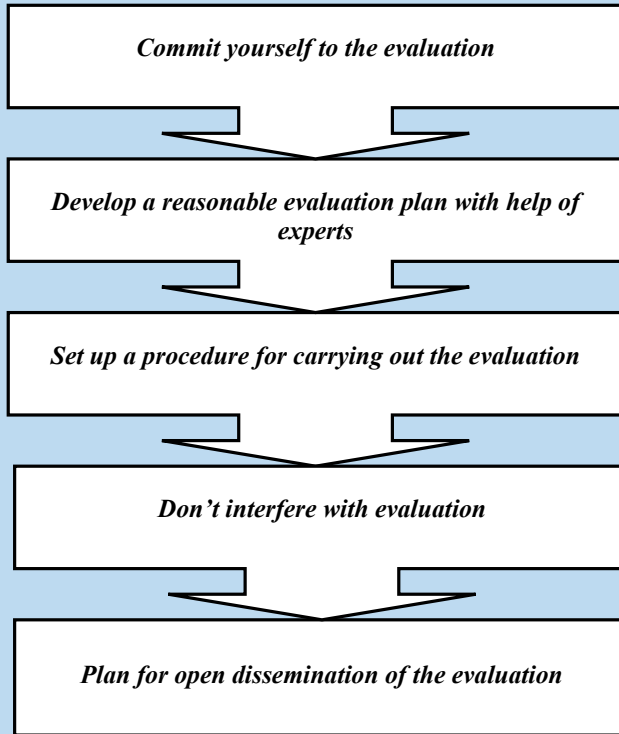 Commit yourself to the evaluation
Develop a reasonable evaluation plan with help of
experts
Set up a procedure for carrying out the evaluation
Don’t interfere with evaluation
Plan for open dissemination of the evaluation